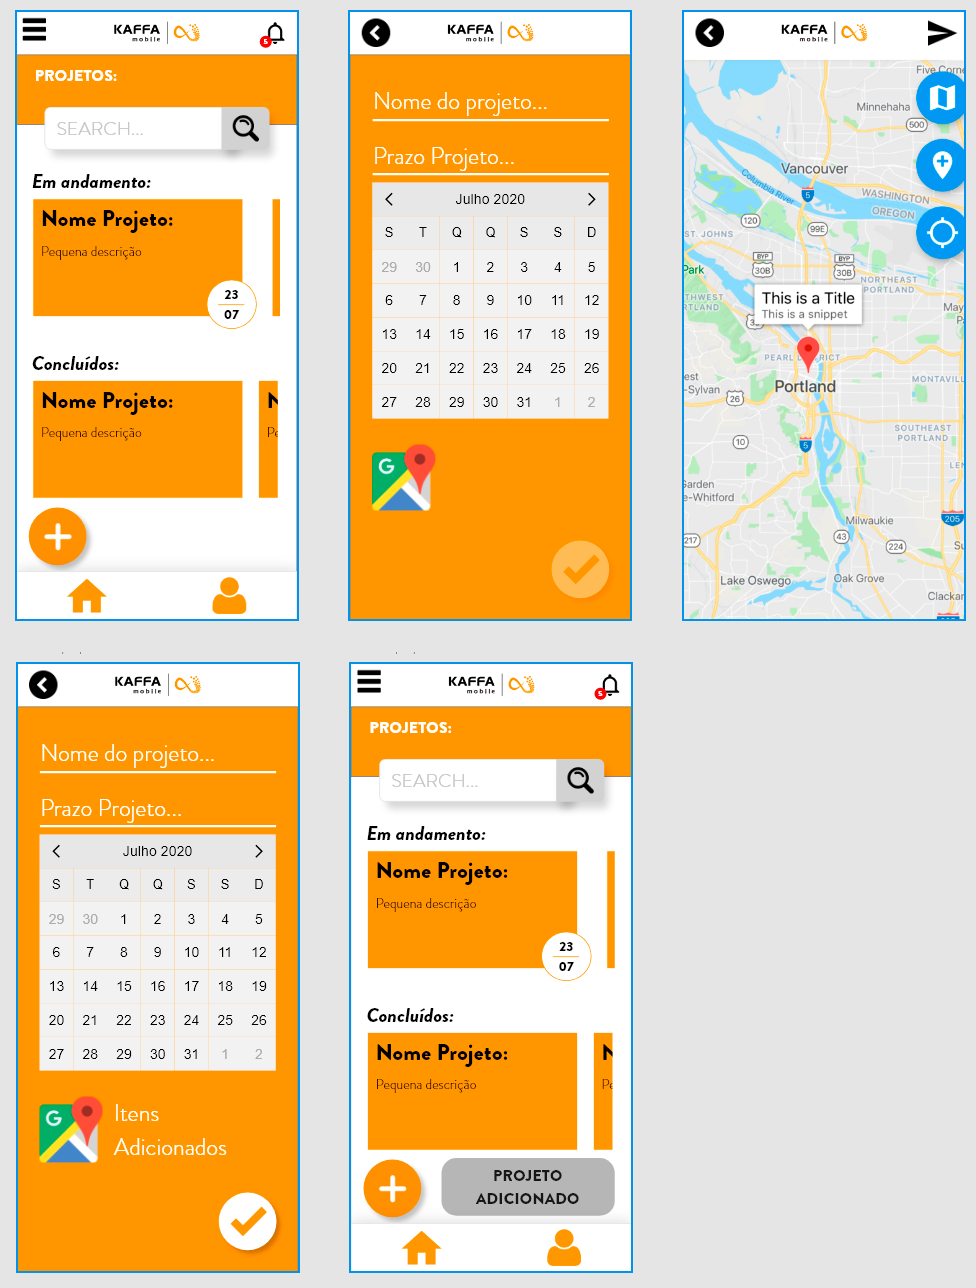 KAFFA
mobile
5
PROJETOS:
SEARCH...
Em andamento:
Nome Projeto:
Pequena descrição
23
07
Concluídos:
Nome Projeto:
Pequena descrição
N
Pe
KAFFA
mobile
Nome do projeto...
Prazo Projeto...
Julho 2020
S T Q Q S S D
29 30 1 2 3 4 5
6 7 8 9 10 11 12
13 14 15 16 17 18 19
20 21 22 23 24 25 26
27 28 29 30 31 1 2
G
KAFFA
mobile
Five Corne
Minnehaha
500
Vancouver
Columbia River
5
WASHINGTON
OREGON
120
99E
ST. JOHNS
BYP
30B
BYP
30B
Park
NORTHEAST
PORTLAND
THWEST
RTLAND
This is a Title
This is a snippet
PEARL DISTRICT
Portland
est
-Sylvan
26
MONTAVILL
SOUTHEAST
PORTLAND
10
5
Garden
e-Whitford
205
Milwaukie
217
43
224
Su
Lake Oswego
Oak Grove
Clackar
KAFFA
mobile
Nome do projeto...
Prazo Projeto...
Julho 2020
S T Q Q S S D
29 30 1 2 3 4 5
6 7 8 9 10 11 12
13 14 15 16 17 18 19
20 21 22 23 24 25 26
27 28 29 30 31 1 2
G
Itens
Adicionados
KAFFA
mobile
5
PROJETOS:
SEARCH...
Em andamento:
Nome Projeto:
Pequena descrição
23
07
Concluídos:
Nome Projeto:
Pequena descrição
N
Pe
PROJETO
ADICIONADO